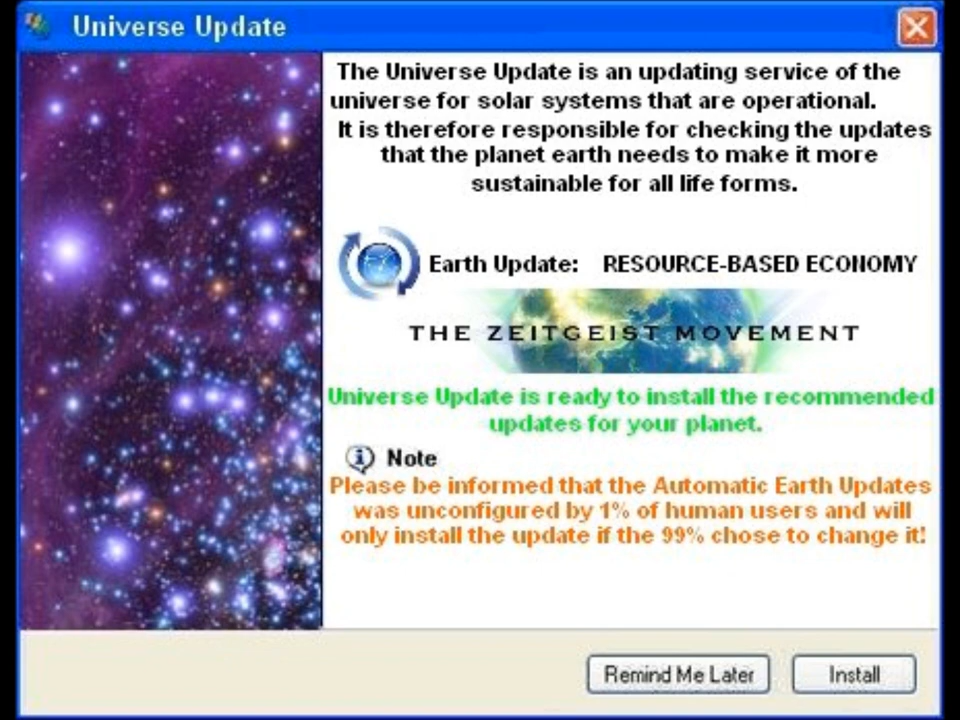 Universe Update
The Universe Update is an updating service of the
universe for solar systems that are operational.
It is therefore responsible for checking the updates
that the planet earth needs to make it more
sustainable for all life forms.
Earth Update: RESOURCE-BASED ECONOMY
THE ZEITGEIST MOVEMENT
Universe Update is ready to install the recommended
updates for your planet.
Note
Please be informed that the Automatic Earth Updates
was unconfigured by 1% of human users and will
only install the update if the 99% chose to change it!
Remind Me Later Install